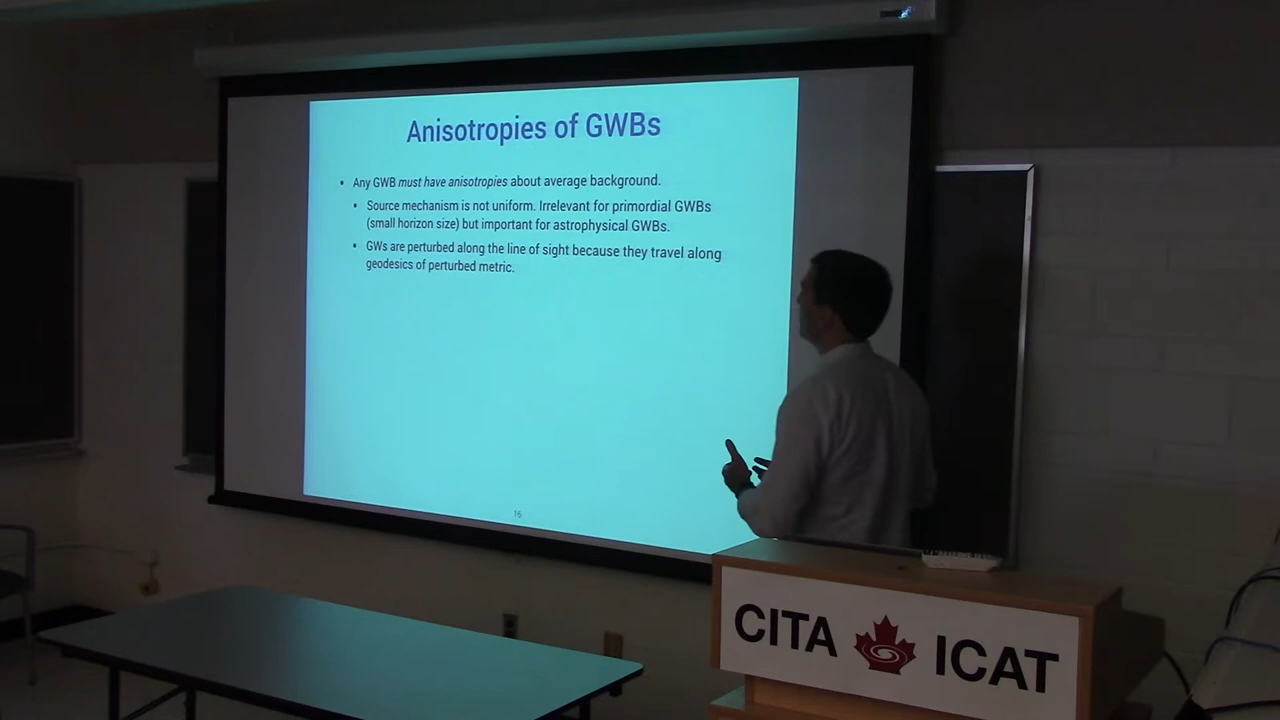 Anisotropies of GWBs
• Any GWB must have anisotropies about average background.
• Source mechanism is not uniform. Irrelevant for primordial GWBs
(small horizon size) but important for astrophysical GWBs.
• GWs are perturbed along the line of sight because they travel along
geodesics of perturbed metric.
16
CITA ICAT